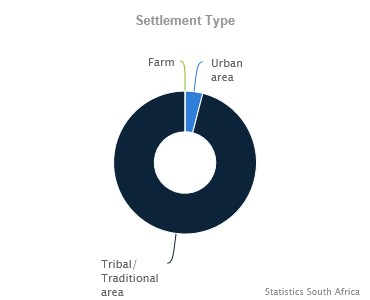 Settlement Type
Farm
Urban
area
Tribal/
Traditional
area
Statistics South Africa